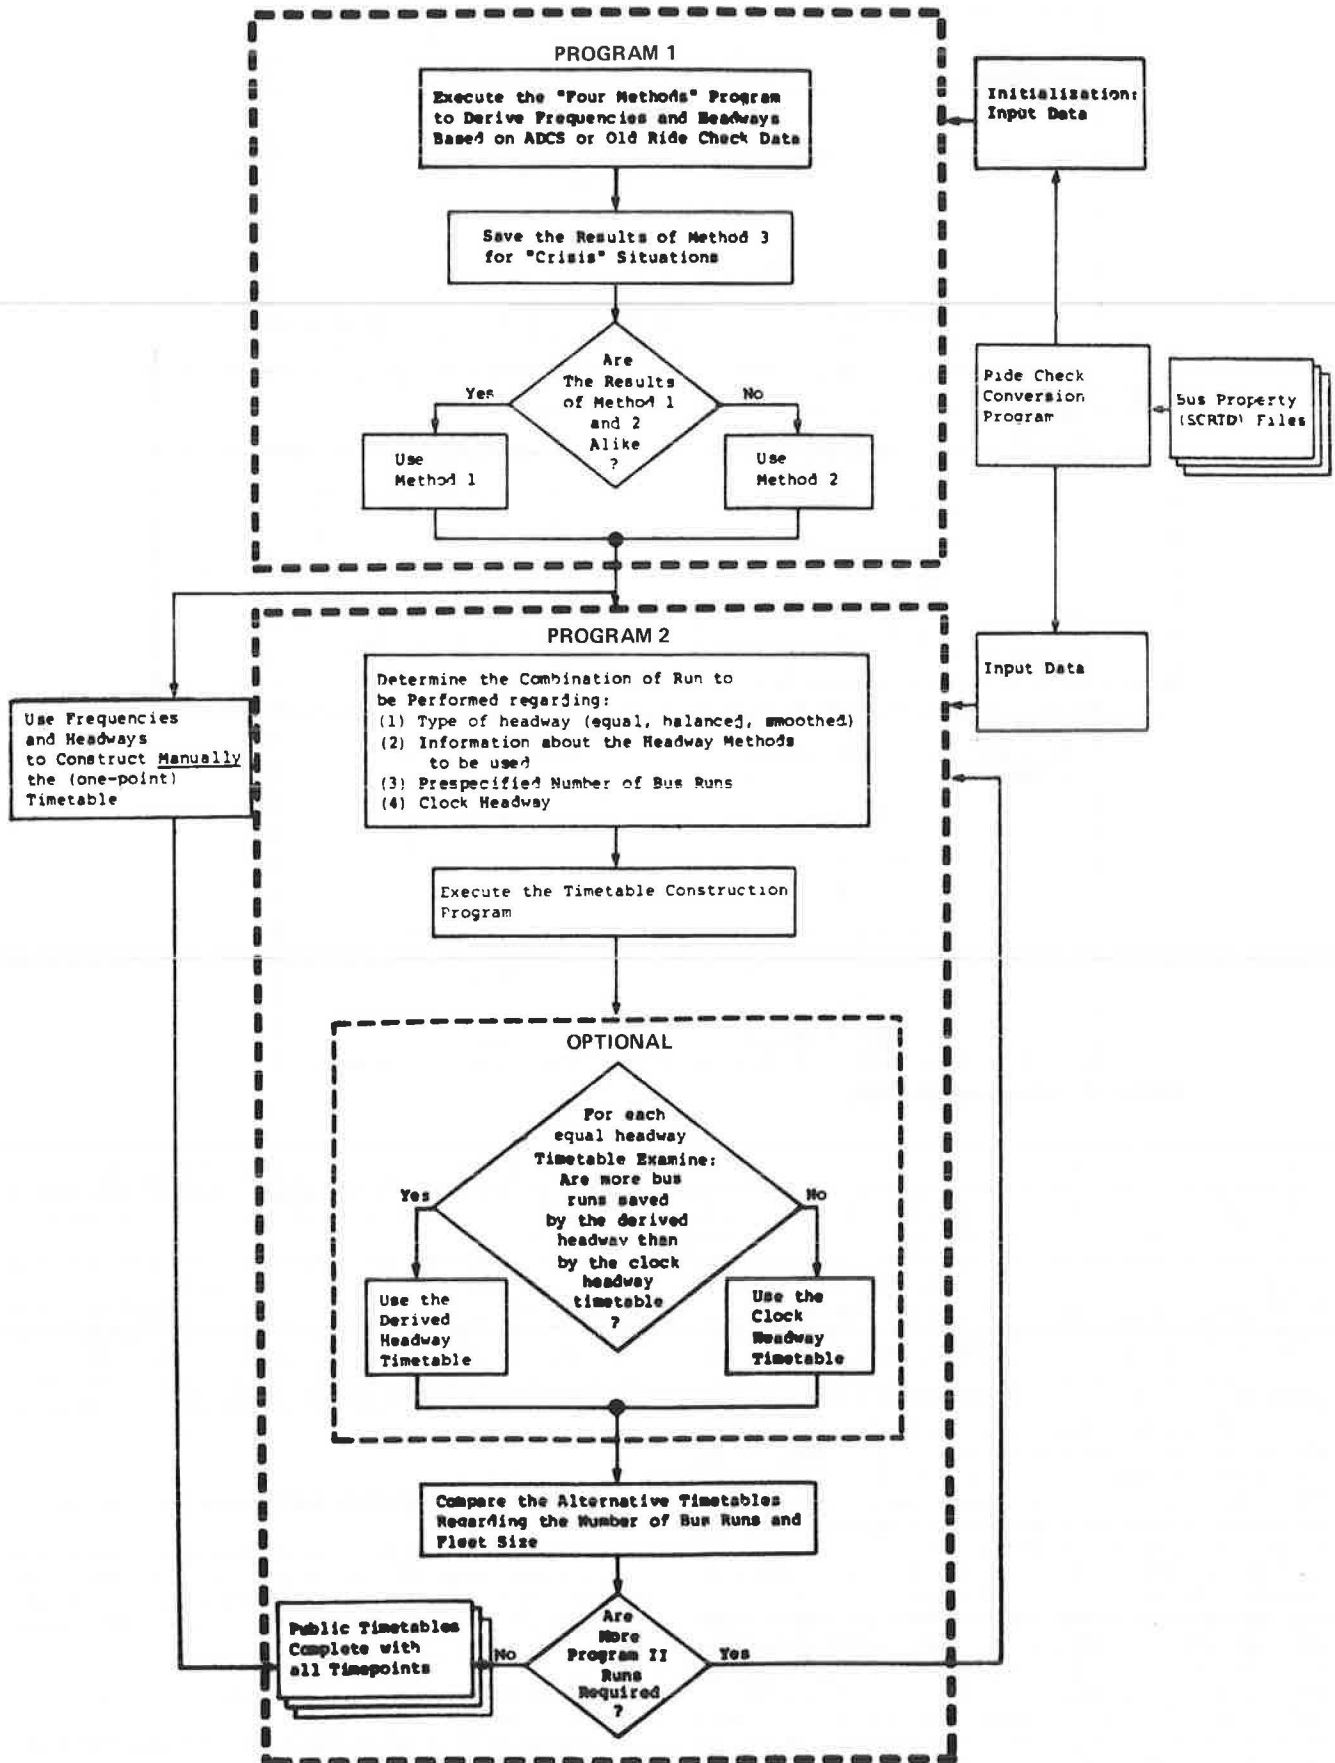 PROGRAM 1
Execute the "Four Methods" Program
to Derive Frequencies and Headways
Based on ADCS or Old Ride Check Data
Initialization:
Input Data
Save the Results of Method 3
for "Crisis" Situations
Are
The Results
of Method 1
and 2
Alike
?
Yes
No
Use
Method 1
Use
Method 2
Ride Check
Conversion
Program
Bus Property
(SCRTD) Files
PROGRAM 2
Determine the Combination of Run to
be Performed regarding:
(1) Type of headway (equal, balanced, smoothed)
(2) Information about the Headway Methods
to be used
(3) Prespecified Number of Bus Runs
(4) Clock Headway
Input Data
Use Frequencies
and Headways
to Construct Manually
the (one-point)
Timetable
Execute the Timetable Construction
Program
OPTIONAL
For each
equal headway
Timetable Examine:
Are more bus
runs saved
by the derived
headway than
by the clock
headway
timetable
?
Yes
No
Use the
Derived
Headway
Timetable
Use the
Clock
Headway
Timetable
Compare the Alternative Timetables
Regarding the Number of Bus Runs and
Fleet Size
Are
More
Program II
Runs
Required
?
No
Yes
Public Timetables
Complete with
all Timepoints